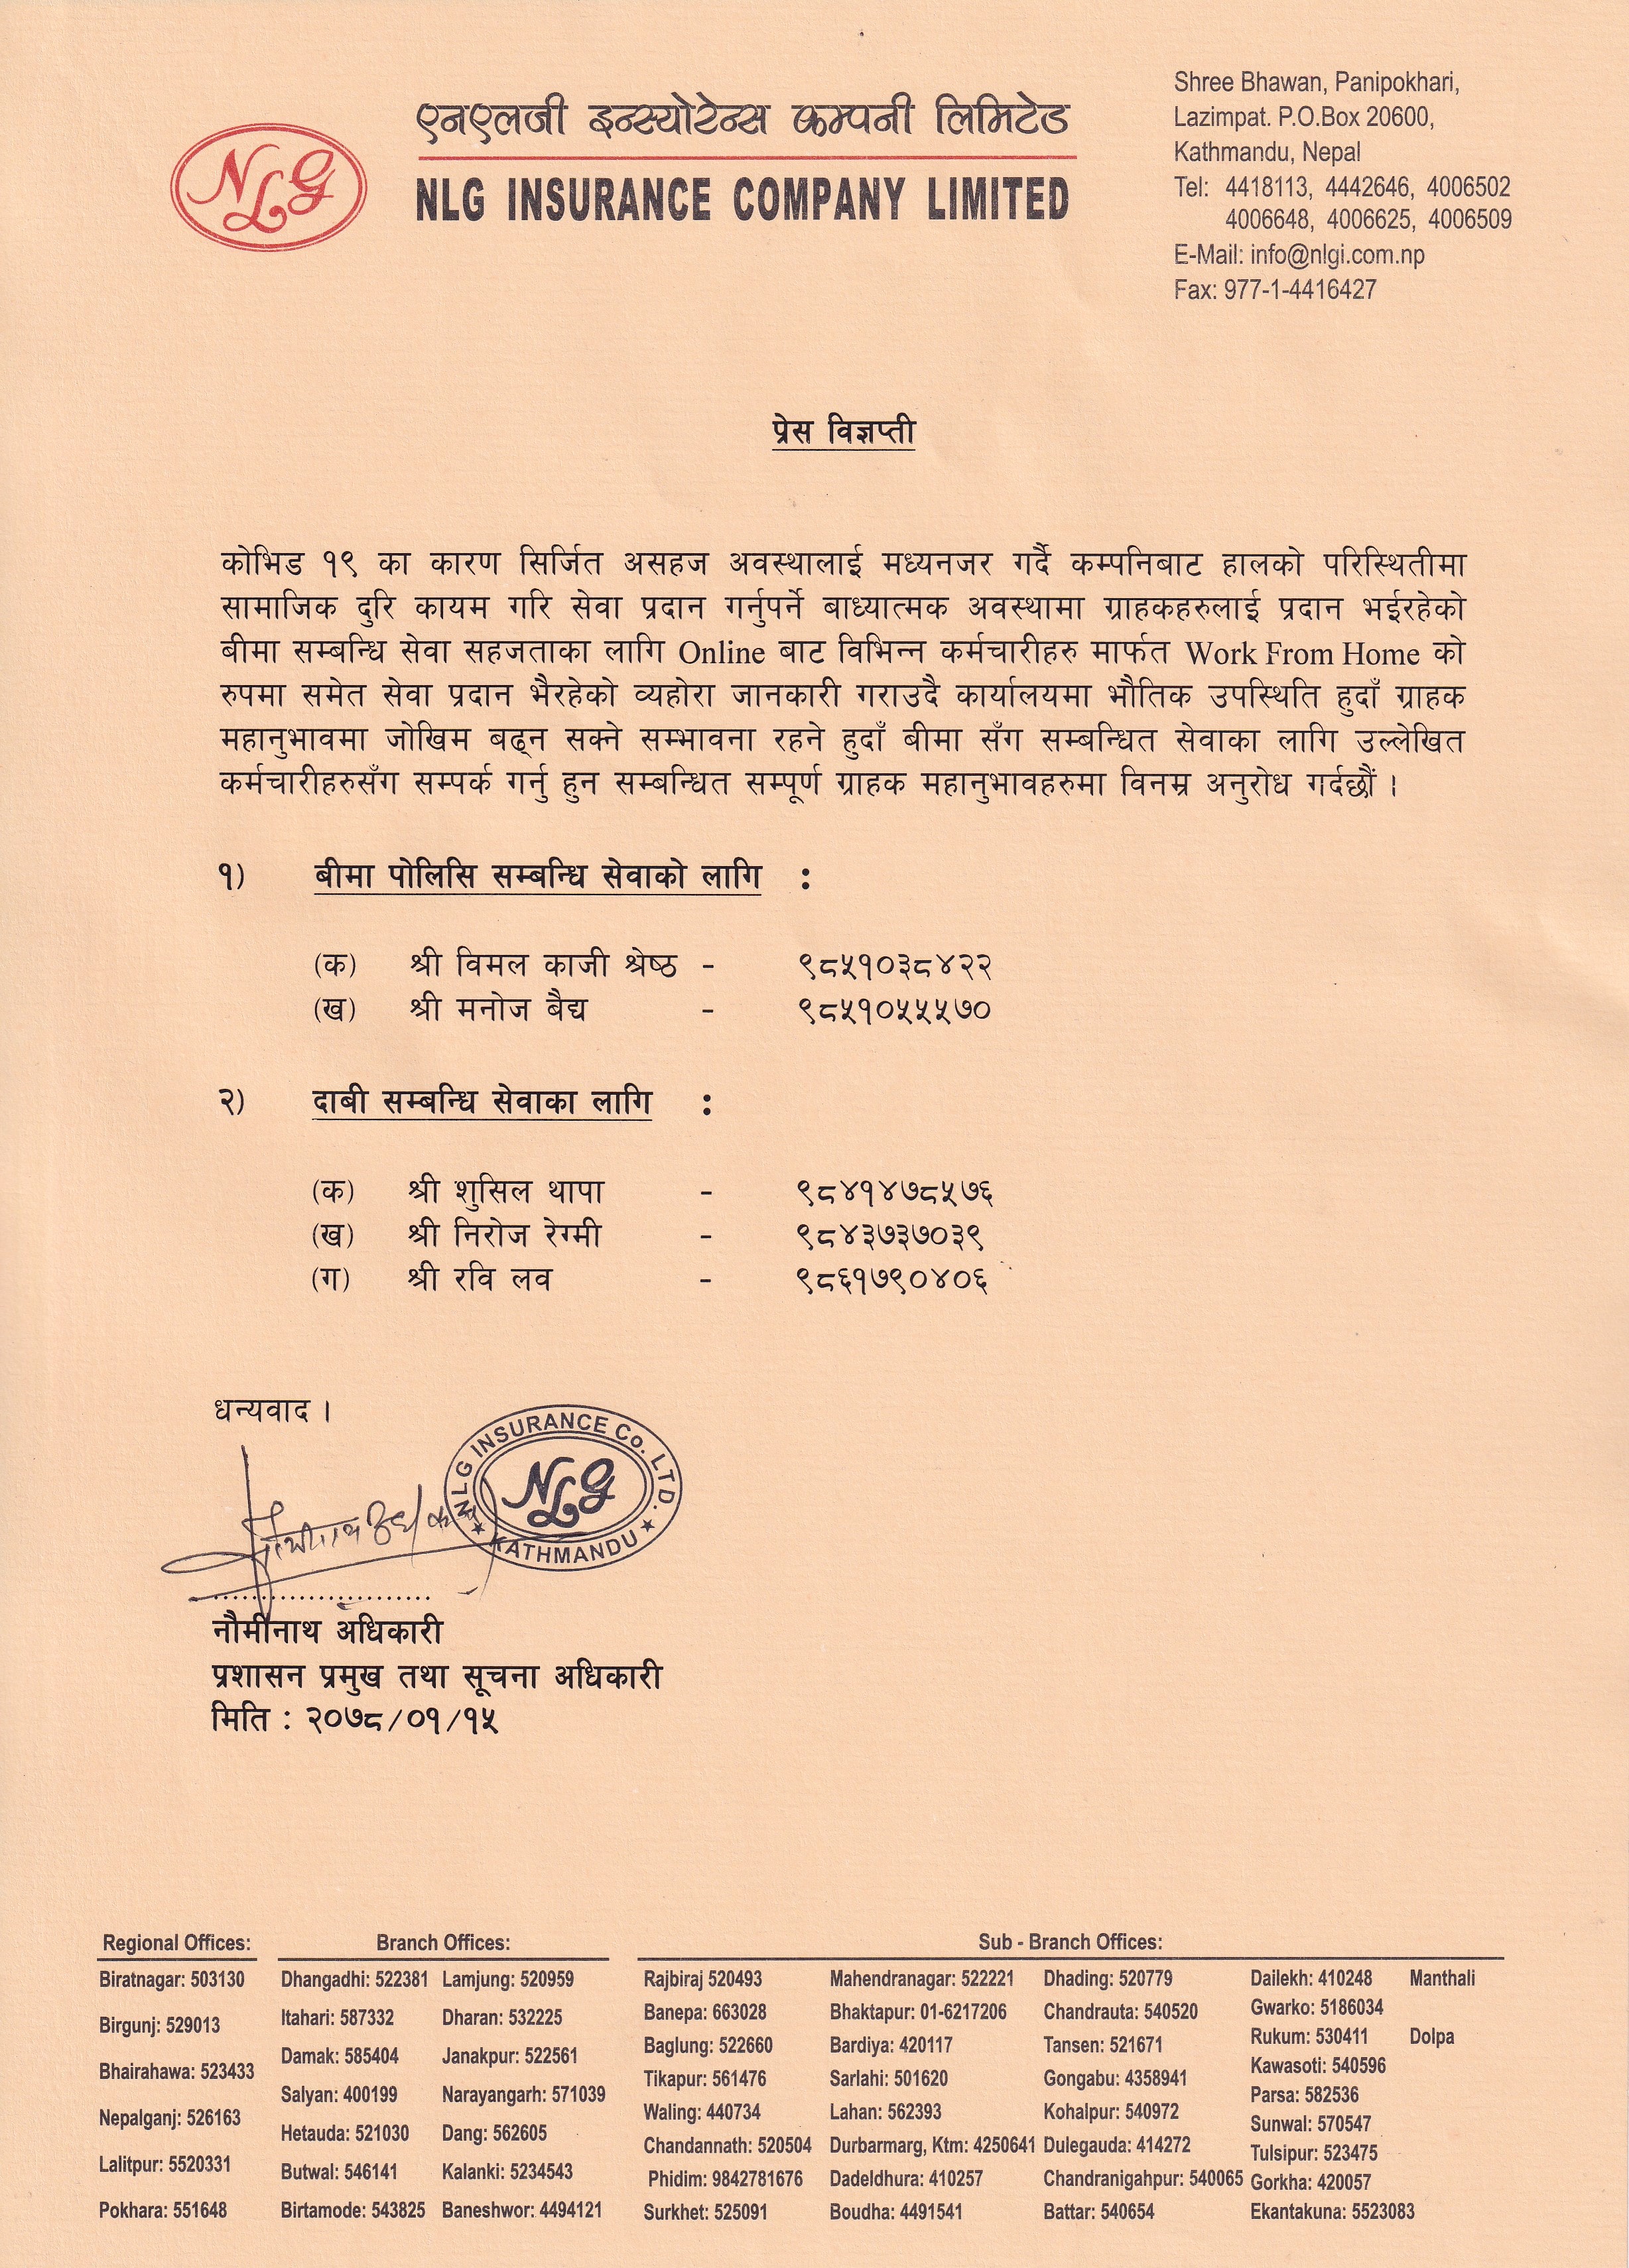 एनएलजी इन्स्योरेन्स कम्पनी लिमिटेड
NLG INSURANCE COMPANY LIMITED
NLG
Shree Bhawan, Panipokhari,
Lazimpat. P.O.Box 20600,
Kathmandu, Nepal
Tel: 4418113, 4442646, 4006502
4006648, 4006625, 4006509
E-Mail: info@nlgi.com.np
Fax: 977-1-4416427
प्रेस विज्ञप्ती
कोभिड १९ का कारण सिर्जित असहज अवस्थालाई मध्यनजर गर्दै कम्पनिबाट हालको परिस्थितीमा
सामाजिक दुरि कायम गरि सेवा प्रदान गर्नुपर्ने बाध्यात्मक अवस्थामा ग्राहकहरुलाई प्रदान भईरहेको
बीमा सम्बन्धि सेवा सहजताका लागि Online बाट विभिन्न कर्मचारीहरु मार्फत Work From Home को
रुपमा समेत सेवा प्रदान भैरहेको व्यहोरा जानकारी गराउदै कार्यालयमा भौतिक उपस्थिति हुदाँ ग्राहक
महानुभावमा जोखिम बढ्न सक्ने सम्भावना रहने हुदाँ बीमा सँग सम्बन्धित सेवाका लागि उल्लेखित
कर्मचारीहरुसँग सम्पर्क गर्नु हुन सम्बन्धित सम्पूर्ण ग्राहक महानुभावहरुमा विनम्र अनुरोध गर्दछौं ।
१) बीमा पोलिसि सम्बन्धि सेवाको लागि :
(क) श्री विमल काजी श्रेष्ठ - ९८५१०३८४२२
(ख) श्री मनोज बैद्य - ९८५१०५५५७०
२) दाबी सम्बन्धि सेवाका लागि :
(क) श्री शुसिल थापा - ९८४१४७८५७६
(ख) श्री निरोज रेग्मी - ९८४३७३७०३९
(ग) श्री रवि लव - ९८६१७९०४०६
धन्यवाद ।
NLG INSURANCE Co. LTD.
NLG
★ KATHMANDU ★
.......................
नौमीनाथ अधिकारी
प्रशासन प्रमुख तथा सूचना अधिकारी
मिति : २०७८/०१/१५
Regional Offices: Branch Offices: Sub - Branch Offices:
Biratnagar: 503130
Birgunj: 529013
Bhairahawa: 523433
Nepalganj: 526163
Lalitpur: 5520331
Pokhara: 551648
Dhangadhi: 522381
Itahari: 587332
Damak: 585404
Salyan: 400199
Hetauda: 521030
Butwal: 546141
Birtamode: 543825
Lamjung: 520959
Dharan: 532225
Janakpur: 522561
Narayangarh: 571039
Dang: 562605
Kalanki: 5234543
Baneshwor: 4494121
Rajbiraj 520493
Banepa: 663028
Baglung: 522660
Tikapur: 561476
Waling: 440734
Chandannath: 520504
Phidim: 9842781676
Surkhet: 525091
Mahendranagar: 522221
Bhaktapur: 01-6217206
Bardiya: 420117
Sarlahi: 501620
Lahan: 562393
Durbarmarg, Ktm: 4250641
Dadeldhura: 410257
Boudha: 4491541
Dhading: 520779
Chandrauta: 540520
Tansen: 521671
Gongabu: 4358941
Kohalpur: 540972
Dulegauda: 414272
Chandranigahpur: 540065
Battar: 540654
Dailekh: 410248
Gwarko: 5186034
Rukum: 530411
Kawasoti: 540596
Parsa: 582536
Sunwal: 570547
Tulsipur: 523475
Gorkha: 420057
Ekantakuna: 5523083
Manthali
Dolpa